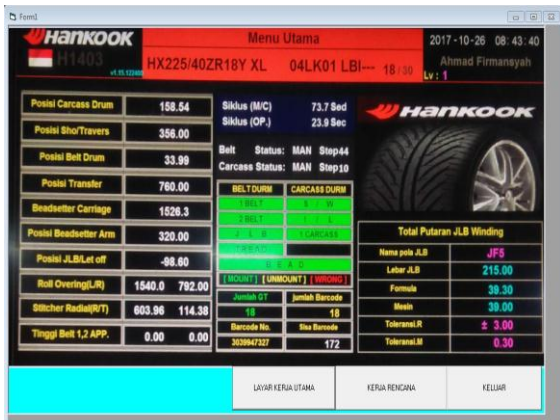 Form1
HANKOOK
H1403
v1.15.122400
Menu Utama
2017-10-26 08:43:40
HX225/40ZR18Y XL 04LK01 LBI--- 18/30
Ahmad Firmansyah
Lv : 1
Posisi Carcass Drum 158.54
Posisi Sho/Travers 356.00
Posisi Belt Drum 33.99
Posisi Transfer 760.00
Beadsetter Carriage 1526.3
Posisi Beadsetter Arm 320.00
Posisi JLB/Let off -98.60
Roll Overing(L/R) 1540.0 792.00
Stitcher Radial(R/T) 603.96 114.38
Tinggi Belt 1,2 APP. 0.00 0.00
Siklus (M/C) 73.7 Sed
Siklus (OP.) 23.9 Sec
Belt Status: MAN Step44
Carcass Status: MAN Step10
BELT DURM CARCASS DURM
1 BELT S / W
2 BELT I / L
J L B 1 CARCASS
TREAD
B E A D
[ MOUNT ] [ UNMOUNT ] [ WRONG ]
Jumlah GT jumlah Barcode
18 18
Barcode No. Sisa Barcode
3039947327 172
HANKOOK
Total Putaran JLB Winding
Nama pola JLB JF5
Lebar JLB 215.00
Formula 39.30
Mesin 39.00
Toleransi.R ± 3.00
Toleransi.M 0.30
LAYAR KERJA UTAMA
KERJA RENCANA
KELUAR